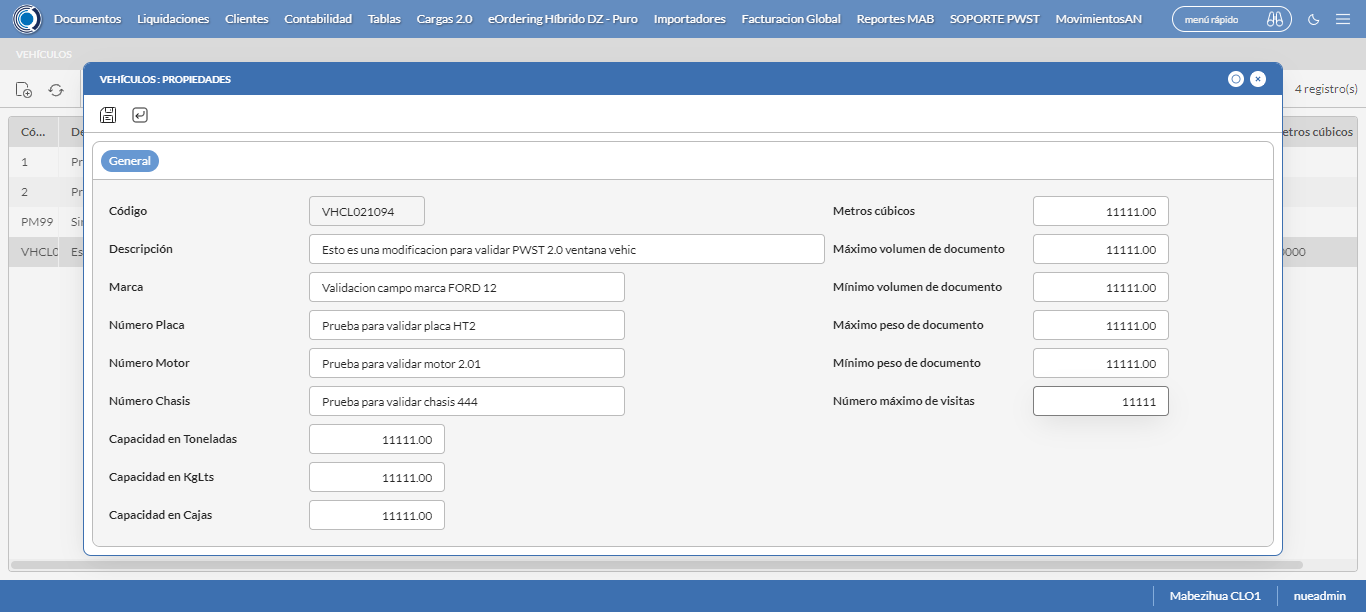 Documentos Liquidaciones Clientes Contabilidad Tablas Cargas 2.0 eOrdering Híbrido DZ - Puro Importadores Facturacion Global Reportes MAB SOPORTE PWST MovimientosAN menú rápido
VEHÍCULOS
VEHÍCULOS : PROPIEDADES
4 registro(s)
Có... De etros cúbicos
General
1 Pr
2 Pr
PM99 Sin
VHCL0 Es 0000
Código VHCL021094 Metros cúbicos 11111.00
Descripción Esto es una modificacion para validar PWST 2.0 ventana vehic Máximo volumen de documento 11111.00
Marca Validacion campo marca FORD 12 Mínimo volumen de documento 11111.00
Número Placa Prueba para validar placa HT2 Máximo peso de documento 11111.00
Número Motor Prueba para validar motor 2.01 Mínimo peso de documento 11111.00
Número Chasis Prueba para validar chasis 444 Número máximo de visitas 11111
Capacidad en Toneladas 11111.00
Capacidad en KgLts 11111.00
Capacidad en Cajas 11111.00
Mabezihua CLO1 nueadmin